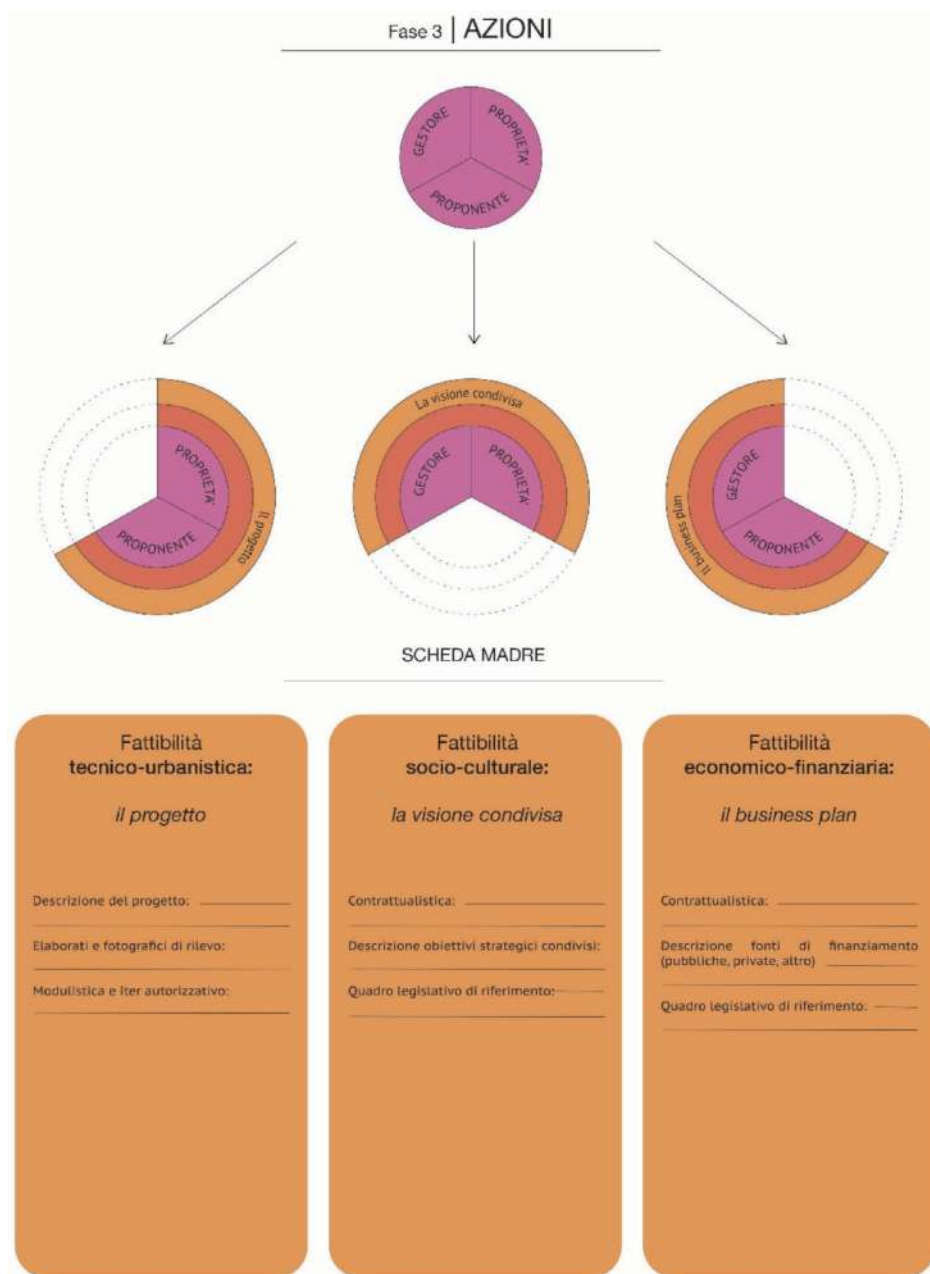 Fase 3 | AZIONI
GESTORE
PROPRIETA'
PROPONENTE
PROPRIETA'
PROPONENTE
Il progetto
La visione condivisa
GESTORE
PROPRIETA'
GESTORE
PROPONENTE
Il business plan
SCHEDA MADRE
Fattibilità
tecnico-urbanistica:
il progetto
Descrizione del progetto:
Elaborati e fotografici di rilevo:
Modulistica e iter autorizzativo:
Fattibilità
socio-culturale:
la visione condivisa
Contrattualistica:
Descrizione obiettivi strategici condivisi:
Quadro legislativo di riferimento:
Fattibilità
economico-finanziaria:
il business plan
Contrattualistica:
Descrizione fonti di finanziamento
(pubbliche, private, altro)
Quadro legislativo di riferimento: